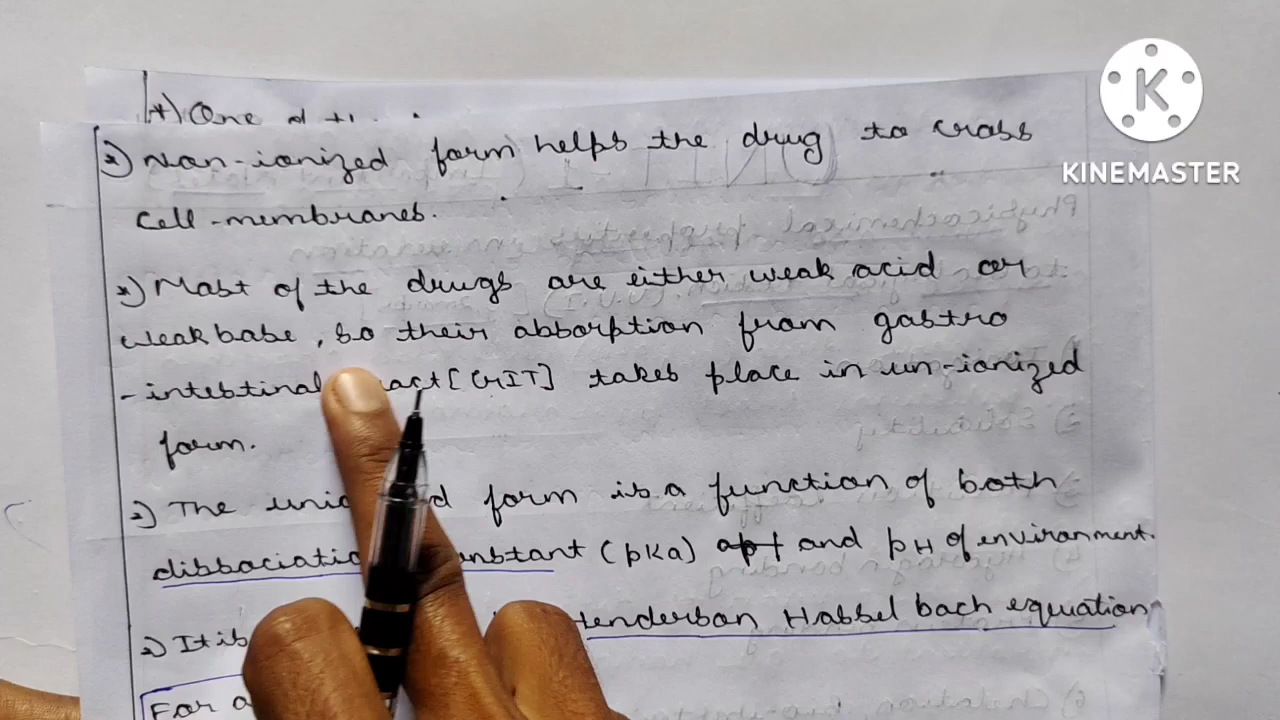 *) One
*) Non-ionized form helps the drug to cross
cell-membranes.
*) Most of the drugs are either weak acid or
weak base, so their absorption from gastro
-intestinal [GIT] takes place in un-ionized
form.
*) The form is a function of both
(pKa) and pH of environment.
*) It is Henderson Hassel bach equation
For a
K
KINEMASTER